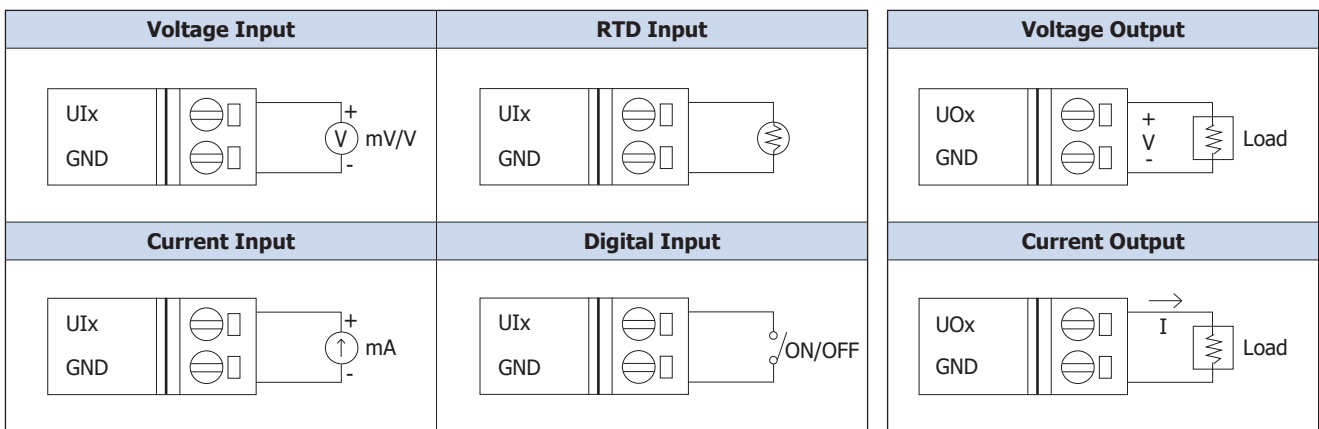 Voltage Input
UIx
GND
+
V
-
mV/V
RTD Input
UIx
GND
Voltage Output
UOx
GND
+
V
-
Load
Current Input
UIx
GND
+
-
mA
Digital Input
UIx
GND
ON/OFF
Current Output
UOx
GND
I
Load